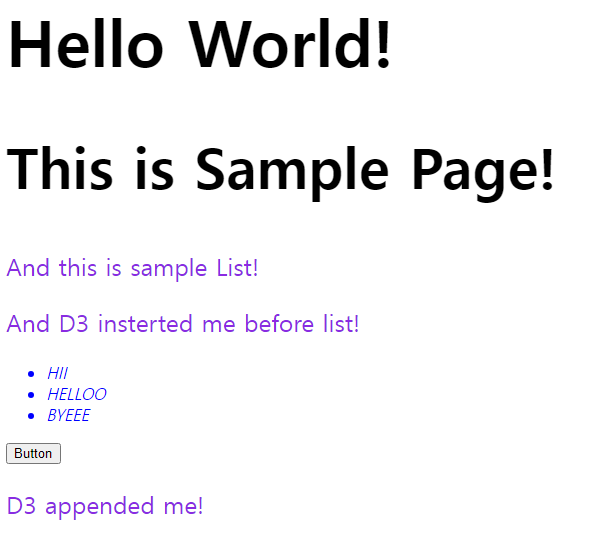 Hello World!
This is Sample Page!
And this is sample List!
And D3 insterted me before list!
HII
HELLOO
BYEEE
Button
D3 appended me!